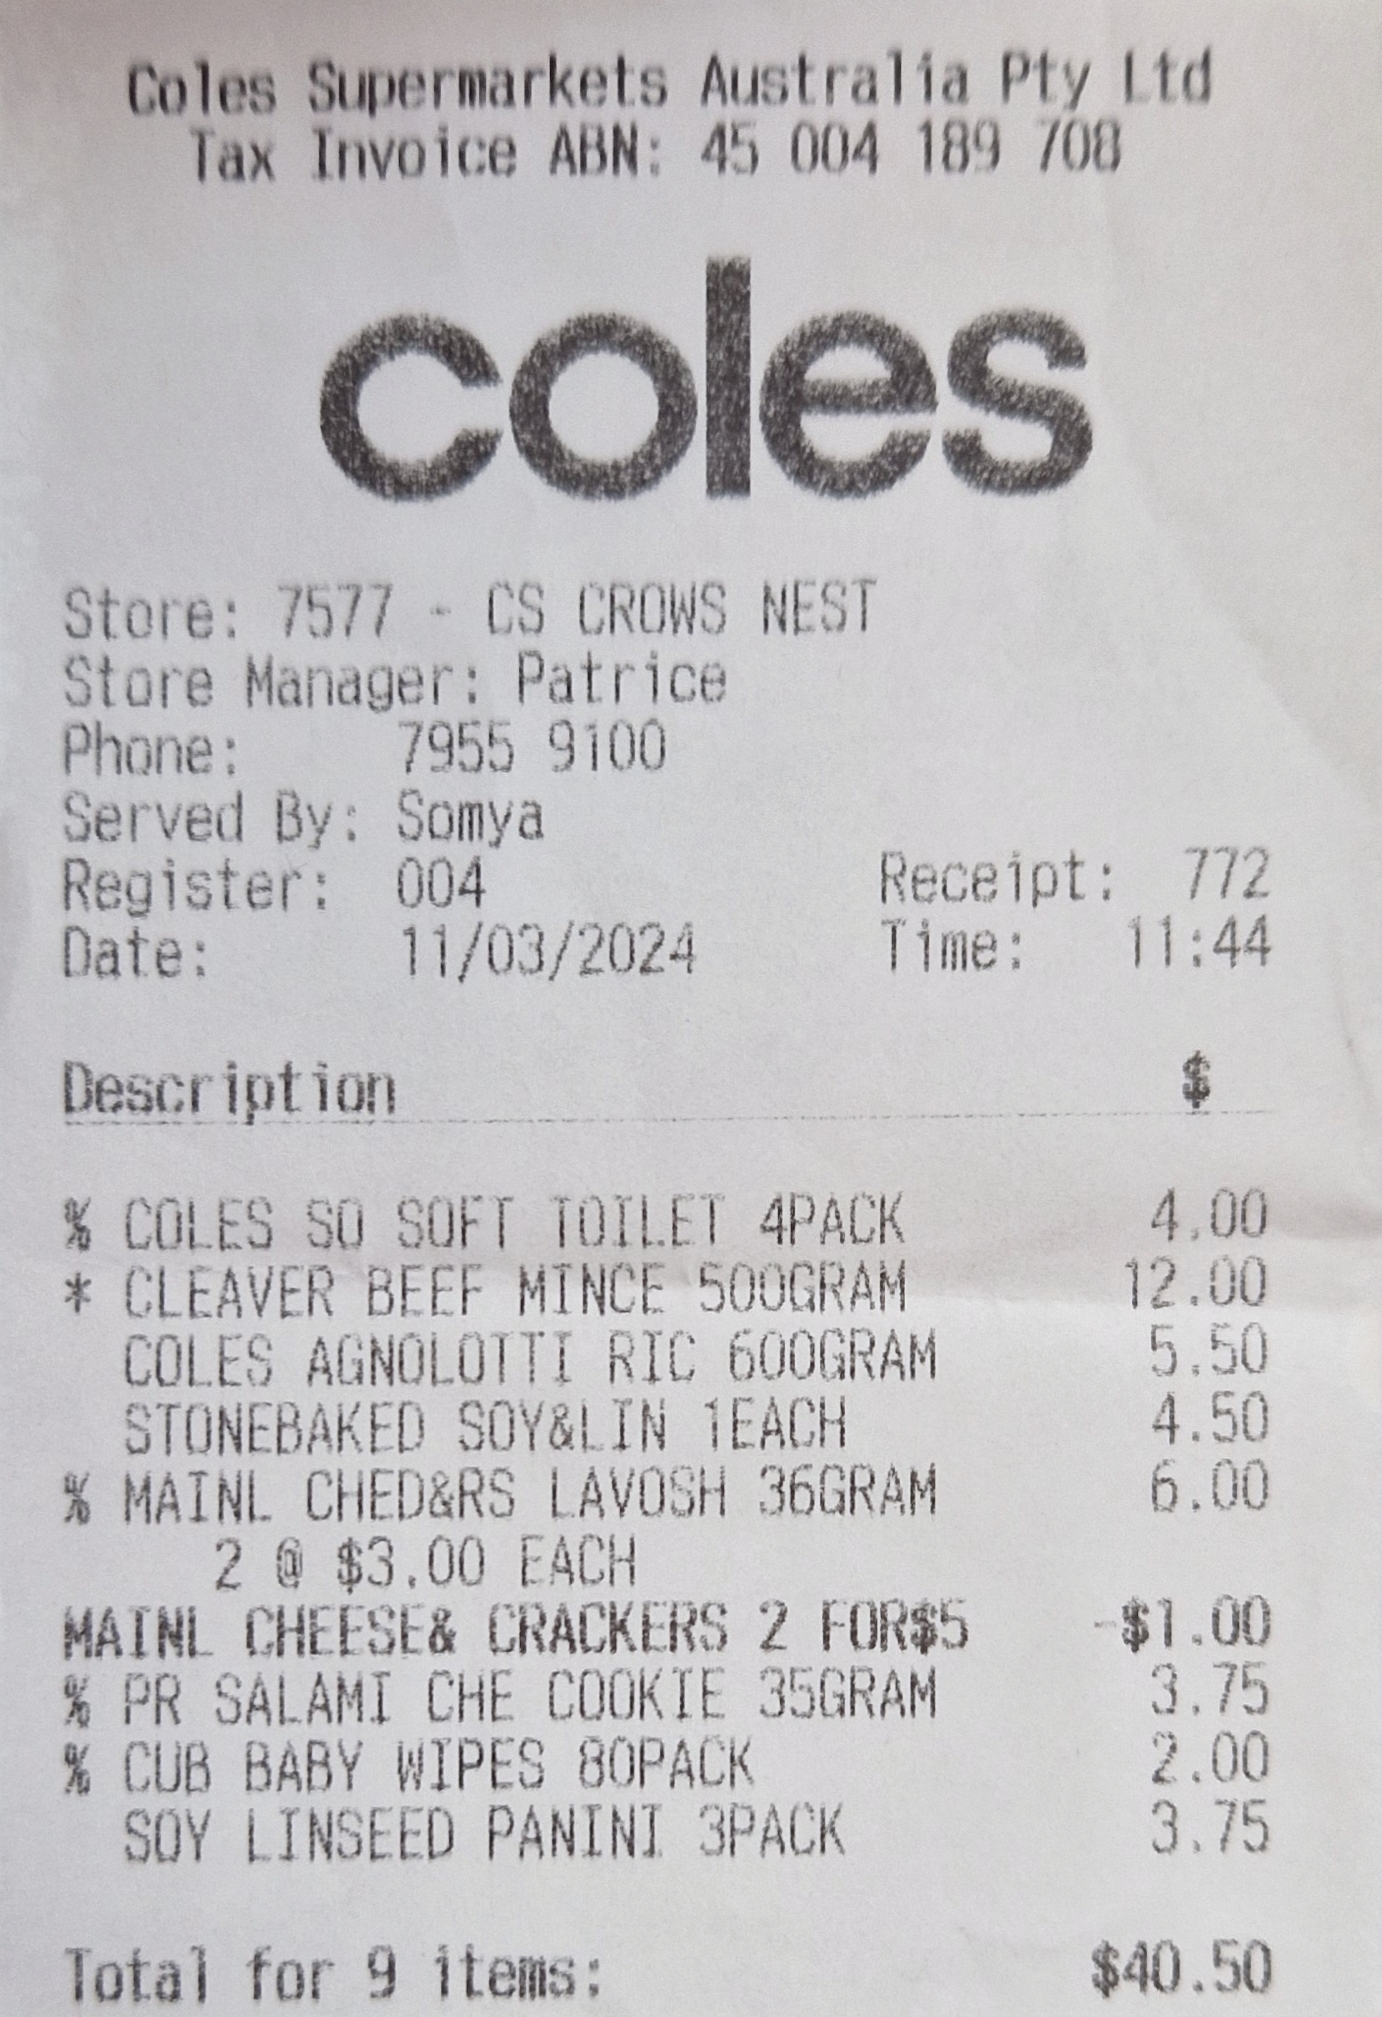 Coles Supermarkets Australia Pty Ltd
Tax Invoice ABN: 45 004 189 708
coles
Store: 7577 - CS CROWS NEST
Store Manager: Patrice
Phone: 7955 9100
Served By: Somya
Register: 004 Receipt: 772
Date: 11/03/2024 Time: 11:44
Description $
% COLES SO SOFT TOILET 4PACK 4.00
* CLEAVER BEEF MINCE 500GRAM 12.00
COLES AGNOLOTTI RIC 600GRAM 5.50
STONEBAKED SOY&LIN 1EACH 4.50
% MAINL CHED&RS LAVOSH 36GRAM 6.00
2 @ $3.00 EACH
MAINL CHEESE& CRACKERS 2 FOR$5 -$1.00
% PR SALAMI CHE COOKIE 35GRAM 3.75
% CUB BABY WIPES 80PACK 2.00
SOY LINSEED PANINI 3PACK 3.75
Total for 9 items: $40.50